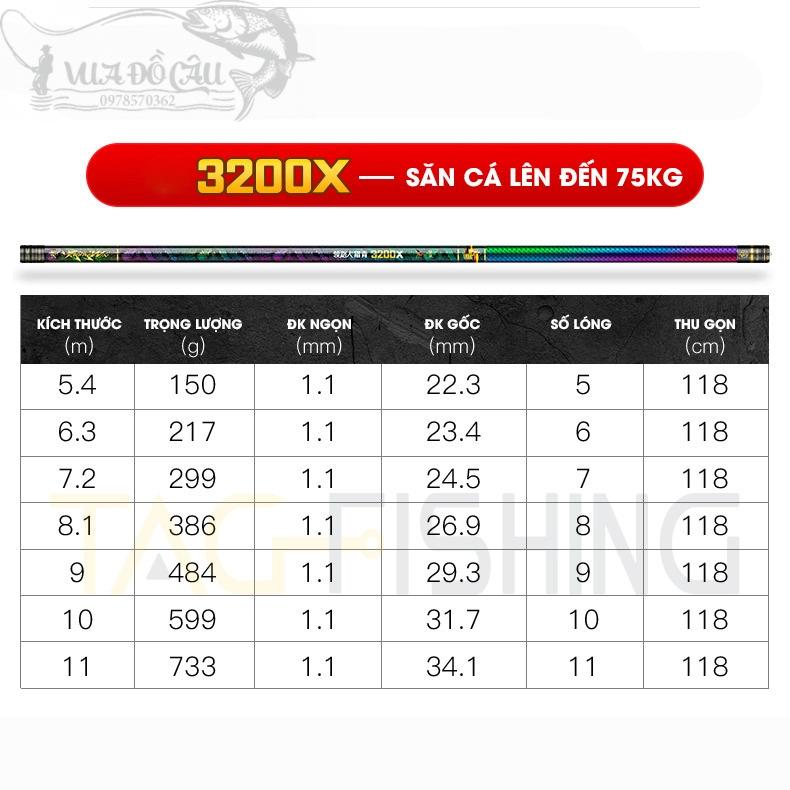 VUA ĐỒ CÂU
0978570362
3200X — SĂN CÁ LÊN ĐẾN 75KG
3200X
KÍCH THƯỚC TRỌNG LƯỢNG ĐK NGỌN ĐK GỐC SỐ LÓNG THU GỌN
(m) (g) (mm) (mm) (cm)
5.4 150 1.1 22.3 5 118
6.3 217 1.1 23.4 6 118
7.2 299 1.1 24.5 7 118
8.1 386 1.1 26.9 8 118
9 484 1.1 29.3 9 118
10 599 1.1 31.7 10 118
11 733 1.1 34.1 11 118
TAG FISHING